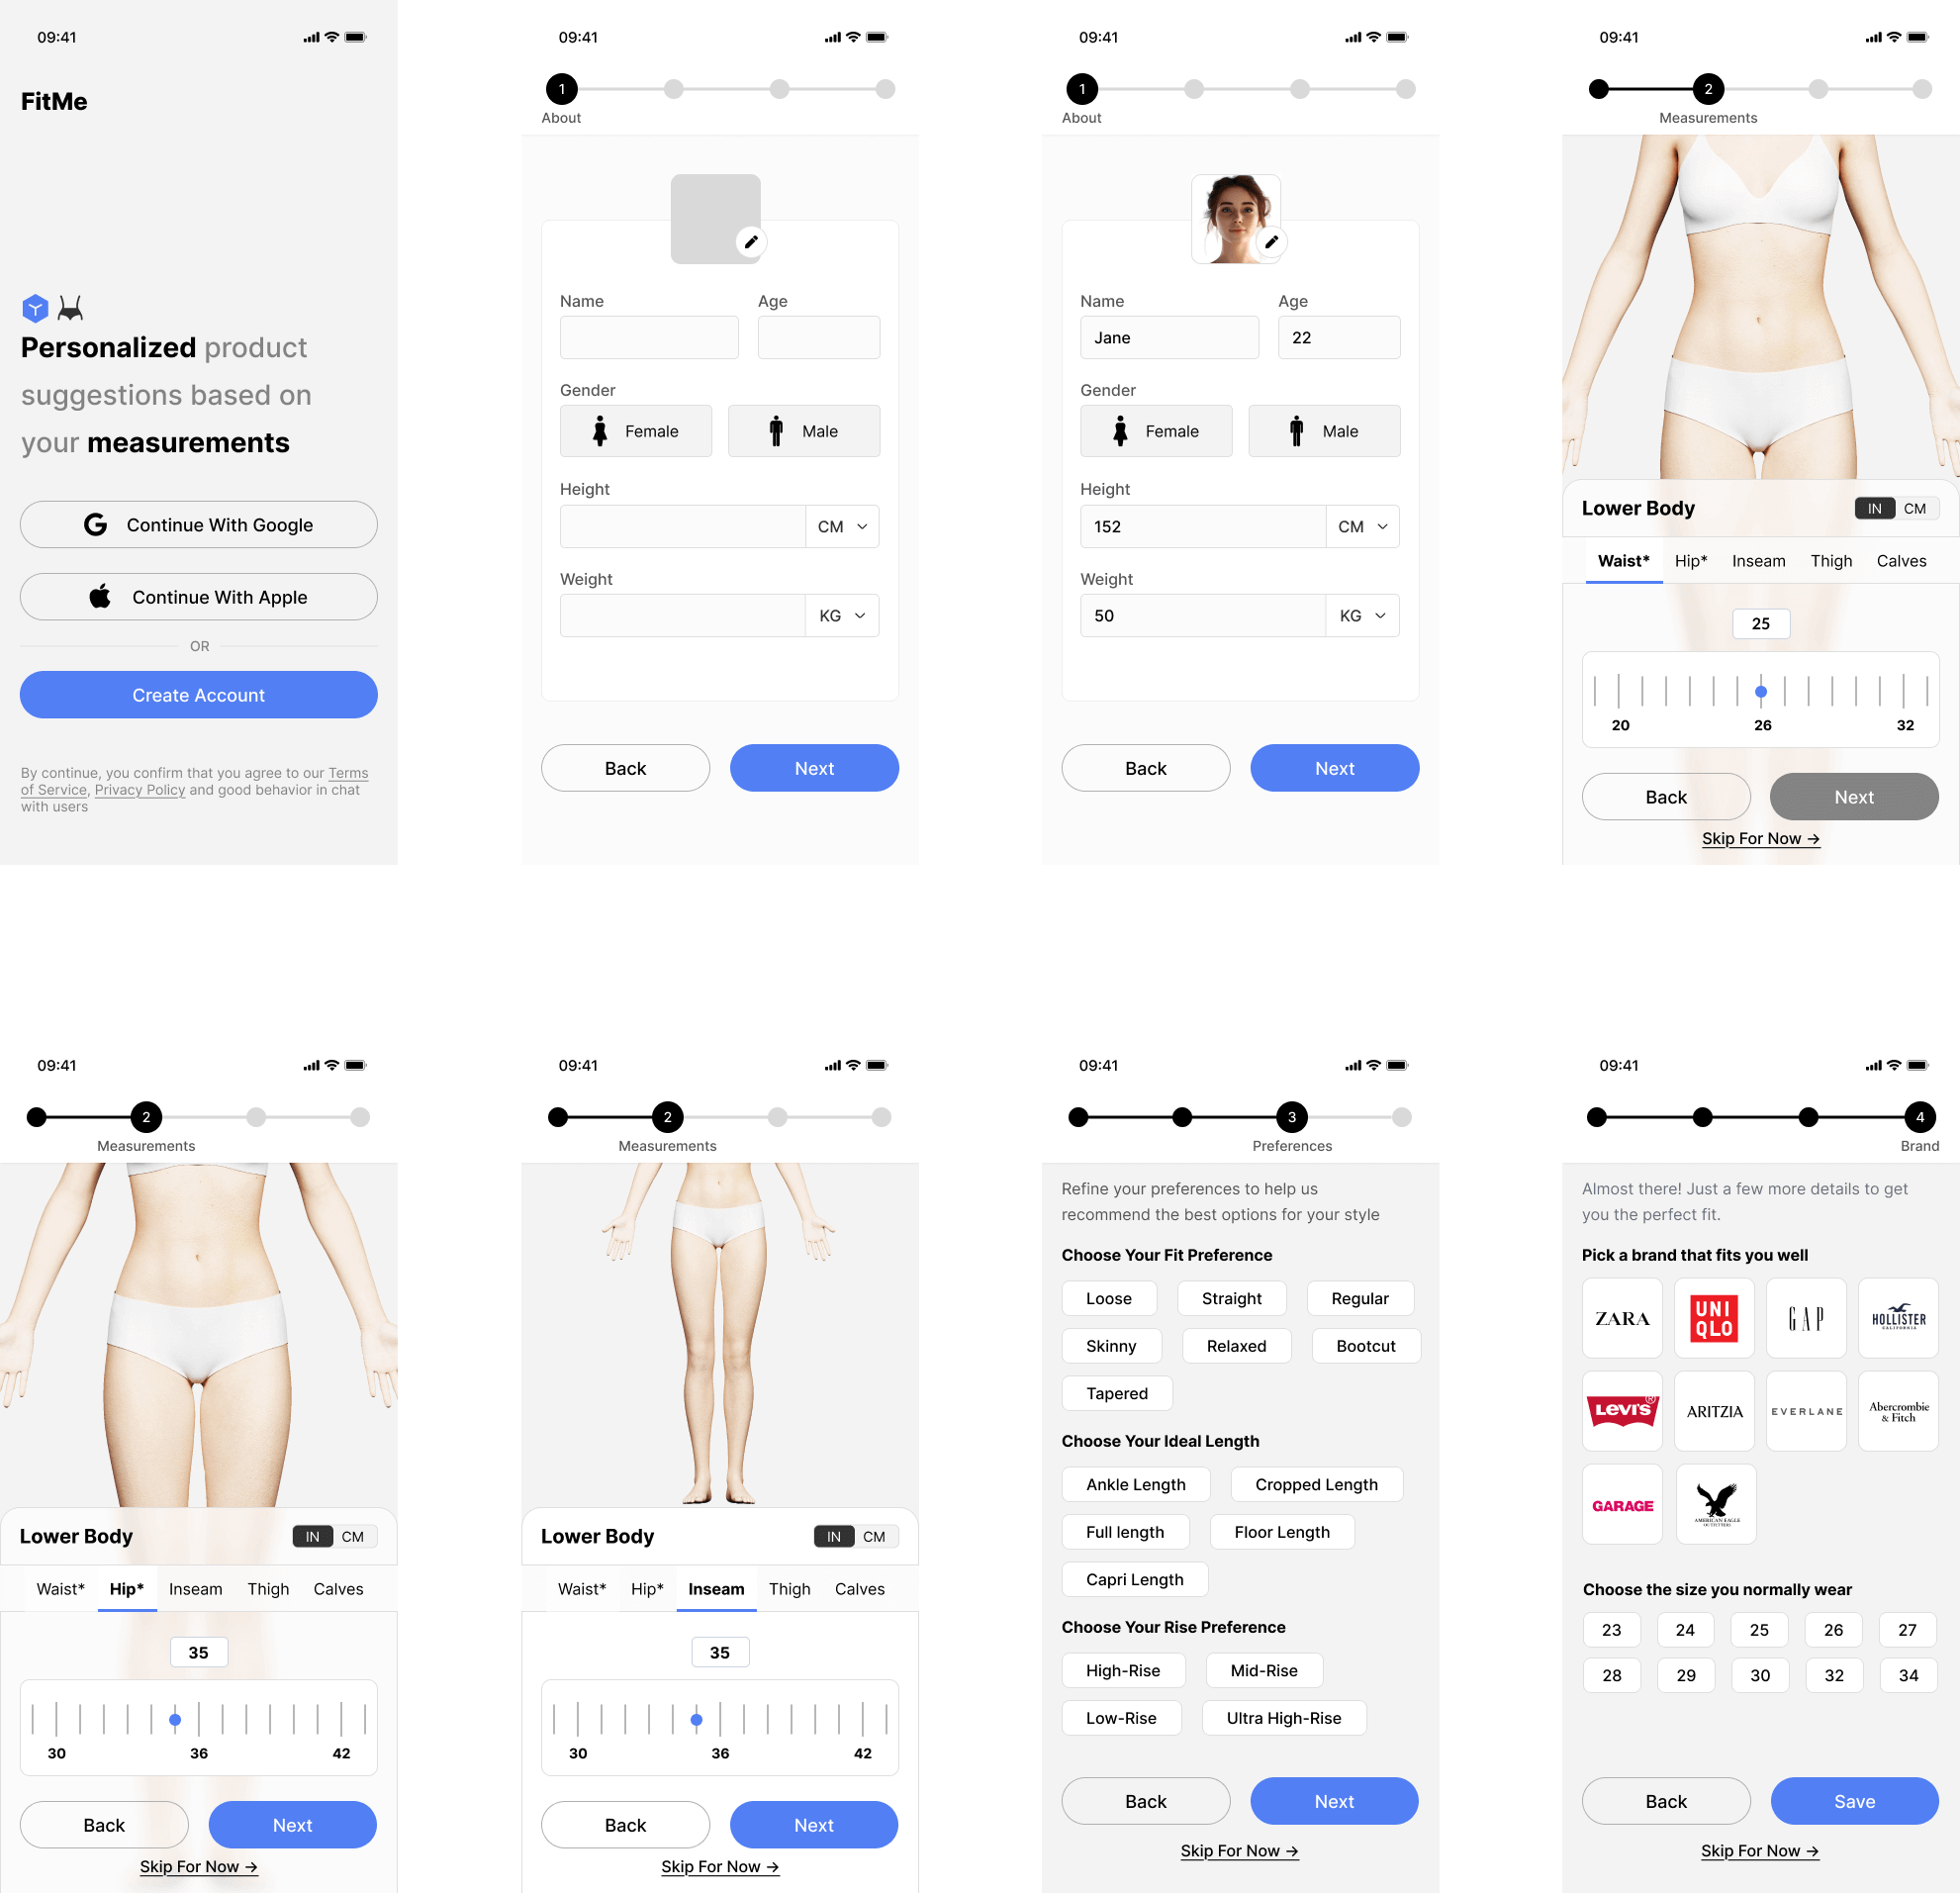 09:41
FitMe
Personalized product
suggestions based on
your measurements
Continue With Google
Continue With Apple
OR
Create Account
By continue, you confirm that you agree to our Terms
of Service, Privacy Policy and good behavior in chat
with users
09:41
1
About
Name Age
Gender
Female Male
Height
CM
Weight
KG
Back Next
09:41
1
About
Name Age
Jane 22
Gender
Female Male
Height
152 CM
Weight
50 KG
Back Next
09:41
2
Measurements
Lower Body IN CM
Waist* Hip* Inseam Thigh Calves
25
20 26 32
Back Next
Skip For Now →
09:41
2
Measurements
Lower Body IN CM
Waist* Hip* Inseam Thigh Calves
35
30 36 42
Back Next
Skip For Now →
09:41
2
Measurements
Lower Body IN CM
Waist* Hip* Inseam Thigh Calves
35
30 36 42
Back Next
Skip For Now →
09:41
3
Preferences
Refine your preferences to help us
recommend the best options for your style
Choose Your Fit Preference
Loose Straight Regular
Skinny Relaxed Bootcut
Tapered
Choose Your Ideal Length
Ankle Length Cropped Length
Full length Floor Length
Capri Length
Choose Your Rise Preference
High-Rise Mid-Rise
Low-Rise Ultra High-Rise
Back Next
Skip For Now →
09:41
4
Brand
Almost there! Just a few more details to get
you the perfect fit.
Pick a brand that fits you well
ZARA
UNI
QLO
GAP
HOLLISTER
CALIFORNIA
LEVI'S®
ARITZIA
EVERLANE
Abercrombie
& Fitch
GARAGE
AMERICAN EAGLE
OUTFITTERS
Choose the size you normally wear
23 24 25 26 27
28 29 30 32 34
Back Save
Skip For Now →